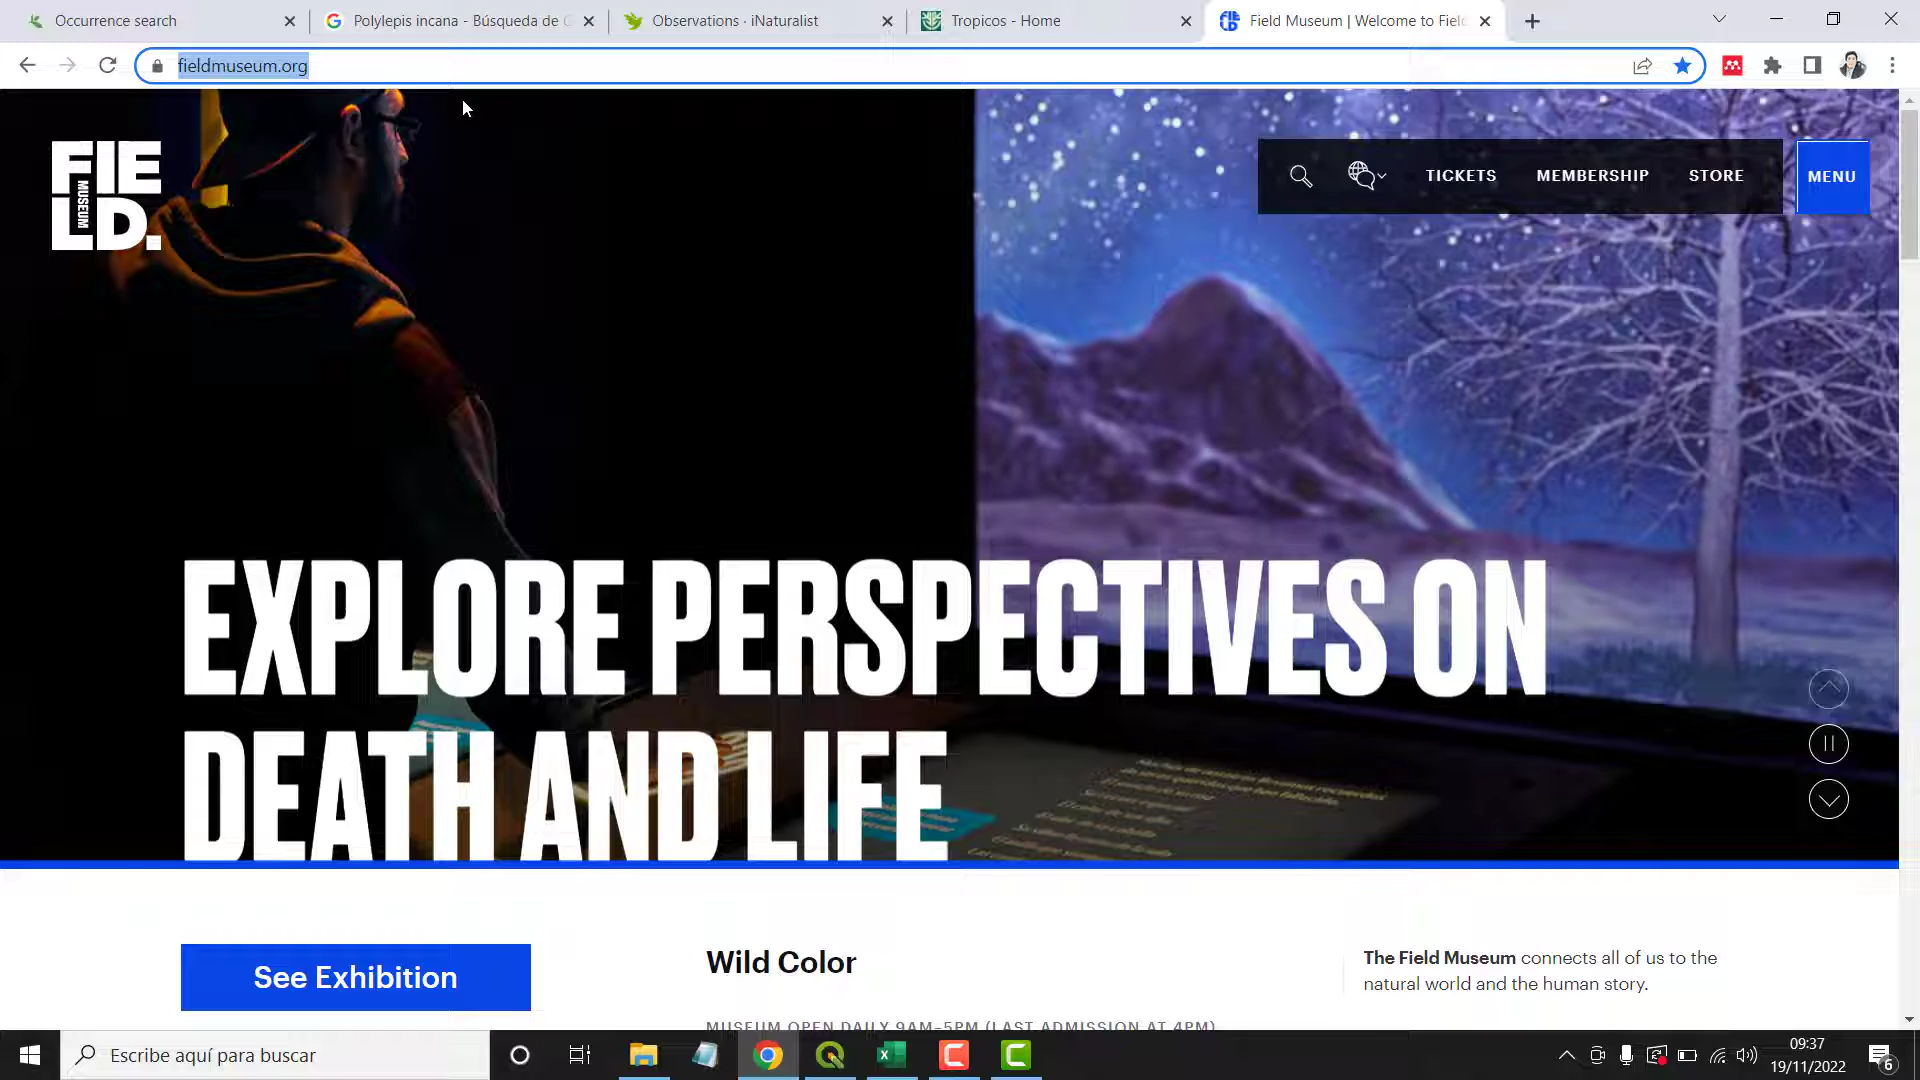 Occurrence search
Polylepis incana - Búsqueda de G
Observations · iNaturalist
Tropicos - Home
Field Museum | Welcome to Fiel
fieldmuseum.org
FIELD.
MUSEUM
TICKETS
MEMBERSHIP
STORE
MENU
EXPLORE PERSPECTIVES ON
DEATH AND LIFE
See Exhibition
Wild Color
The Field Museum connects all of us to the
natural world and the human story.
MUSEUM OPEN DAILY 9AM–5PM (LAST ADMISSION AT 4PM)
Escribe aquí para buscar
09:37
19/11/2022
6